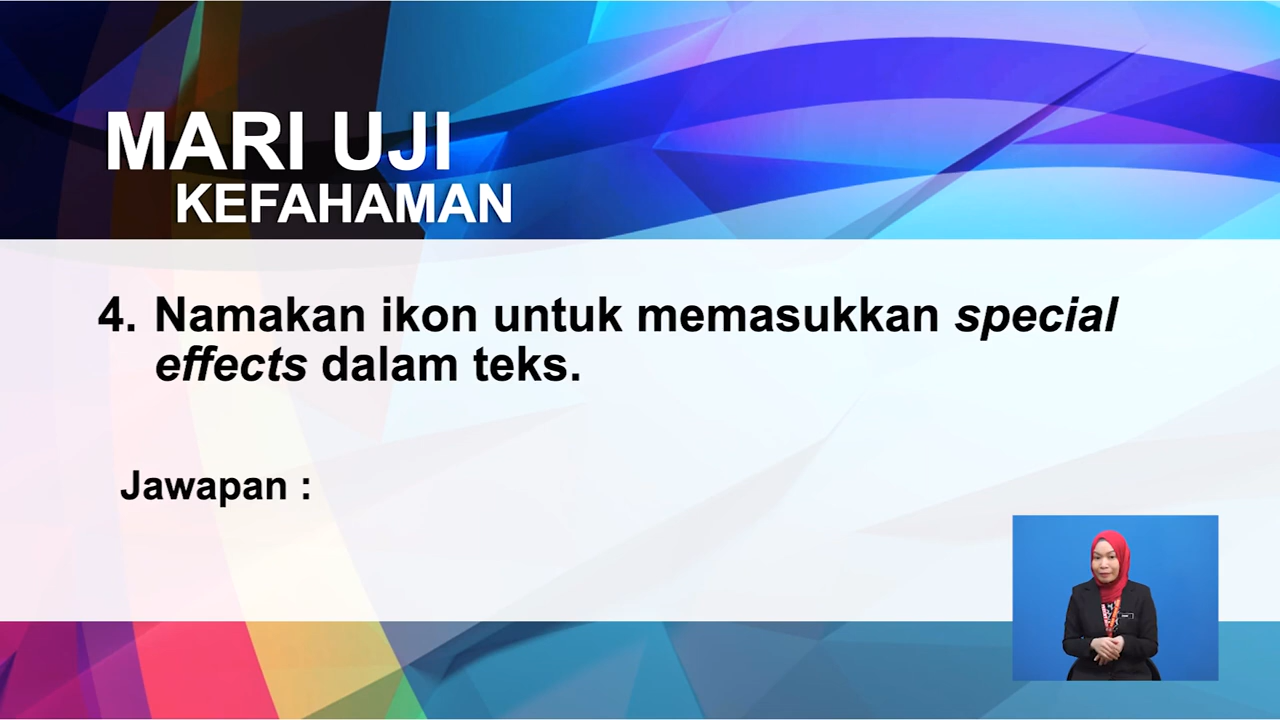 MARI UJI
KEFAHAMAN
4. Namakan ikon untuk memasukkan special
effects dalam teks.
Jawapan :